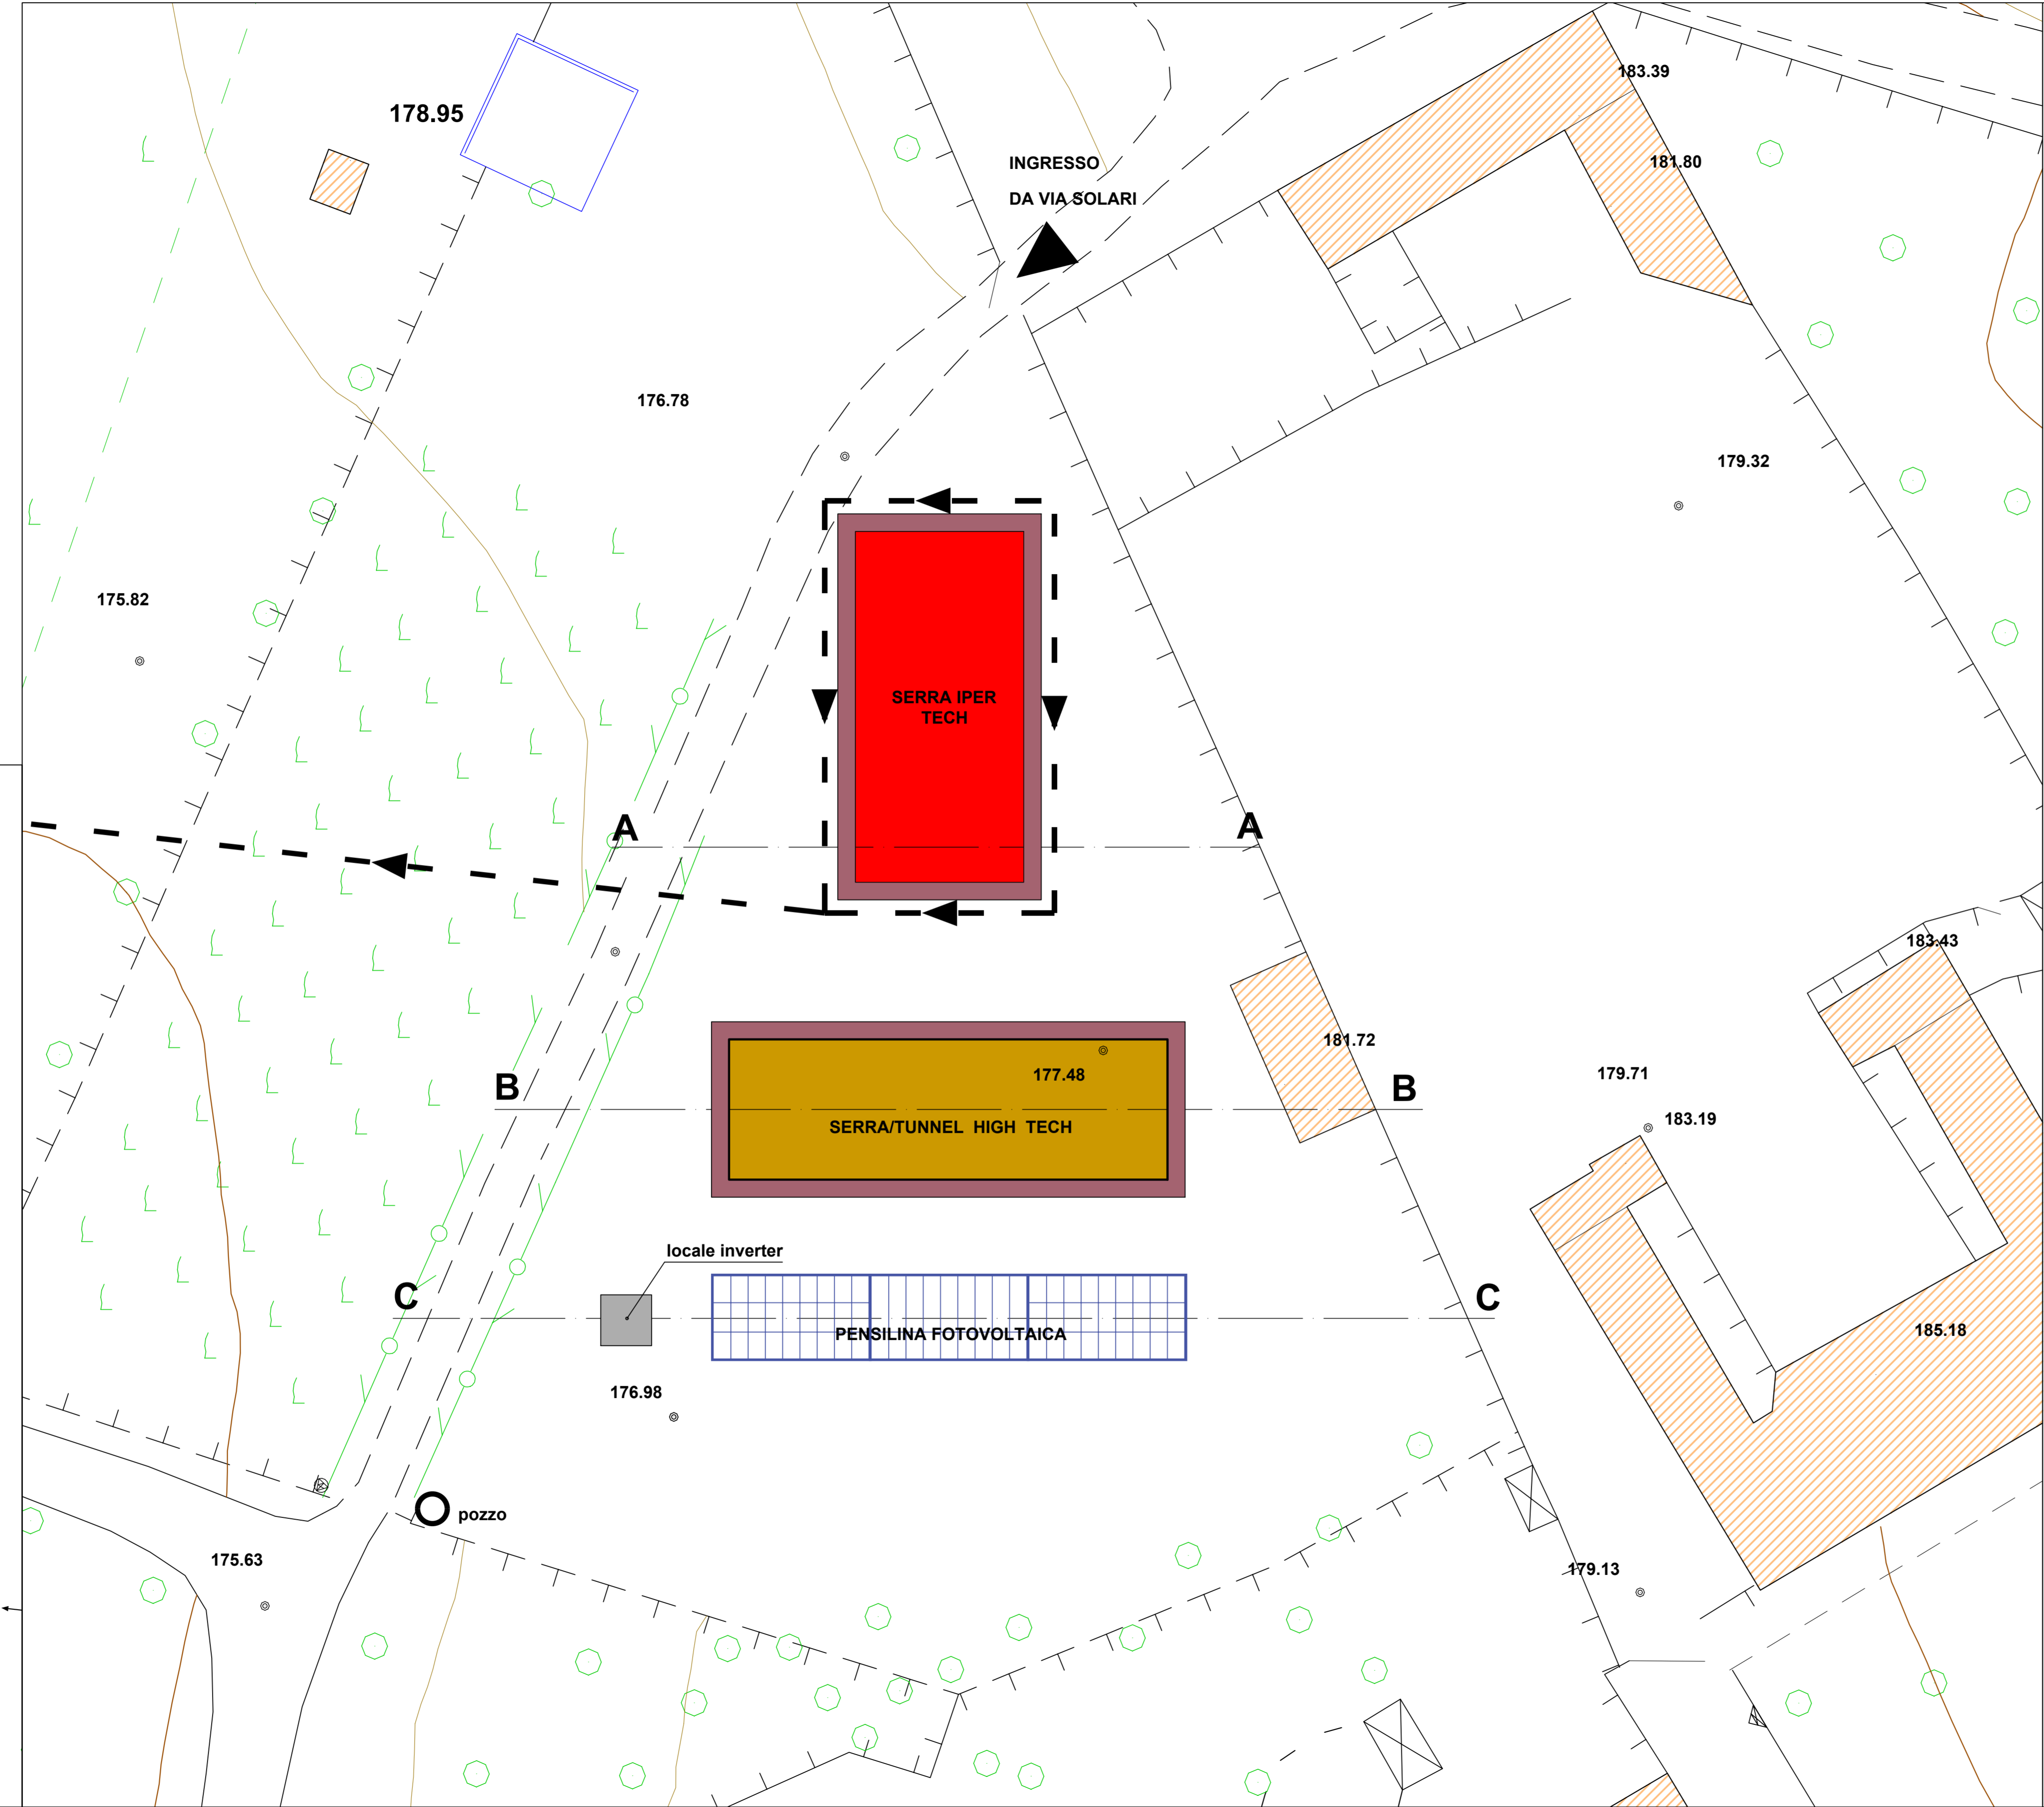 183.39
178.95
INGRESSO
181.80
DA VIA SOLARI
176.78
179.32
175.82
SERRA IPER
TECH
A
A
183.43
181.72
177.48
179.71
B
B
183.19
SERRA/TUNNEL HIGH TECH
locale inverter
C
C
PENSILINA FOTOVOLTAICA
185.18
176.98
pozzo
175.63
179.13